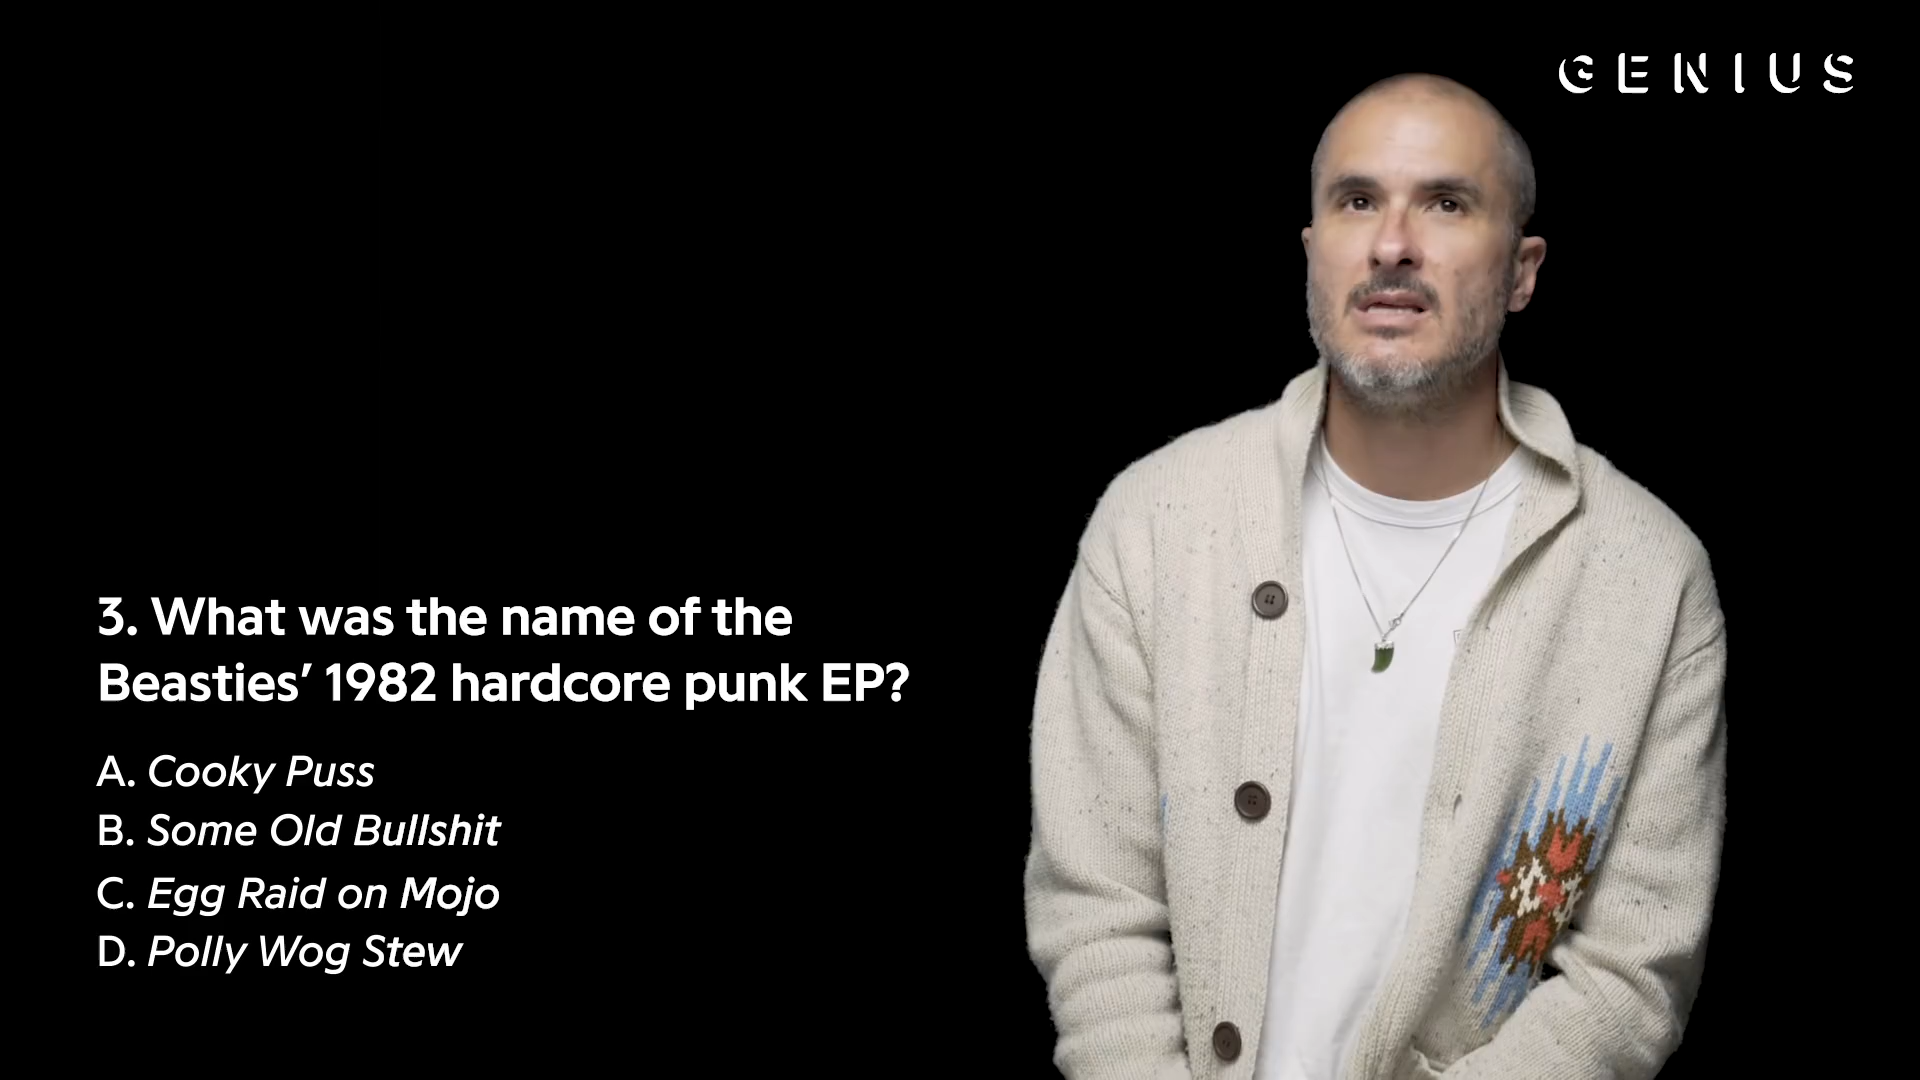 GENIUS
3. What was the name of the
Beasties’ 1982 hardcore punk EP?
A. Cooky Puss
B. Some Old Bullshit
C. Egg Raid on Mojo
D. Polly Wog Stew